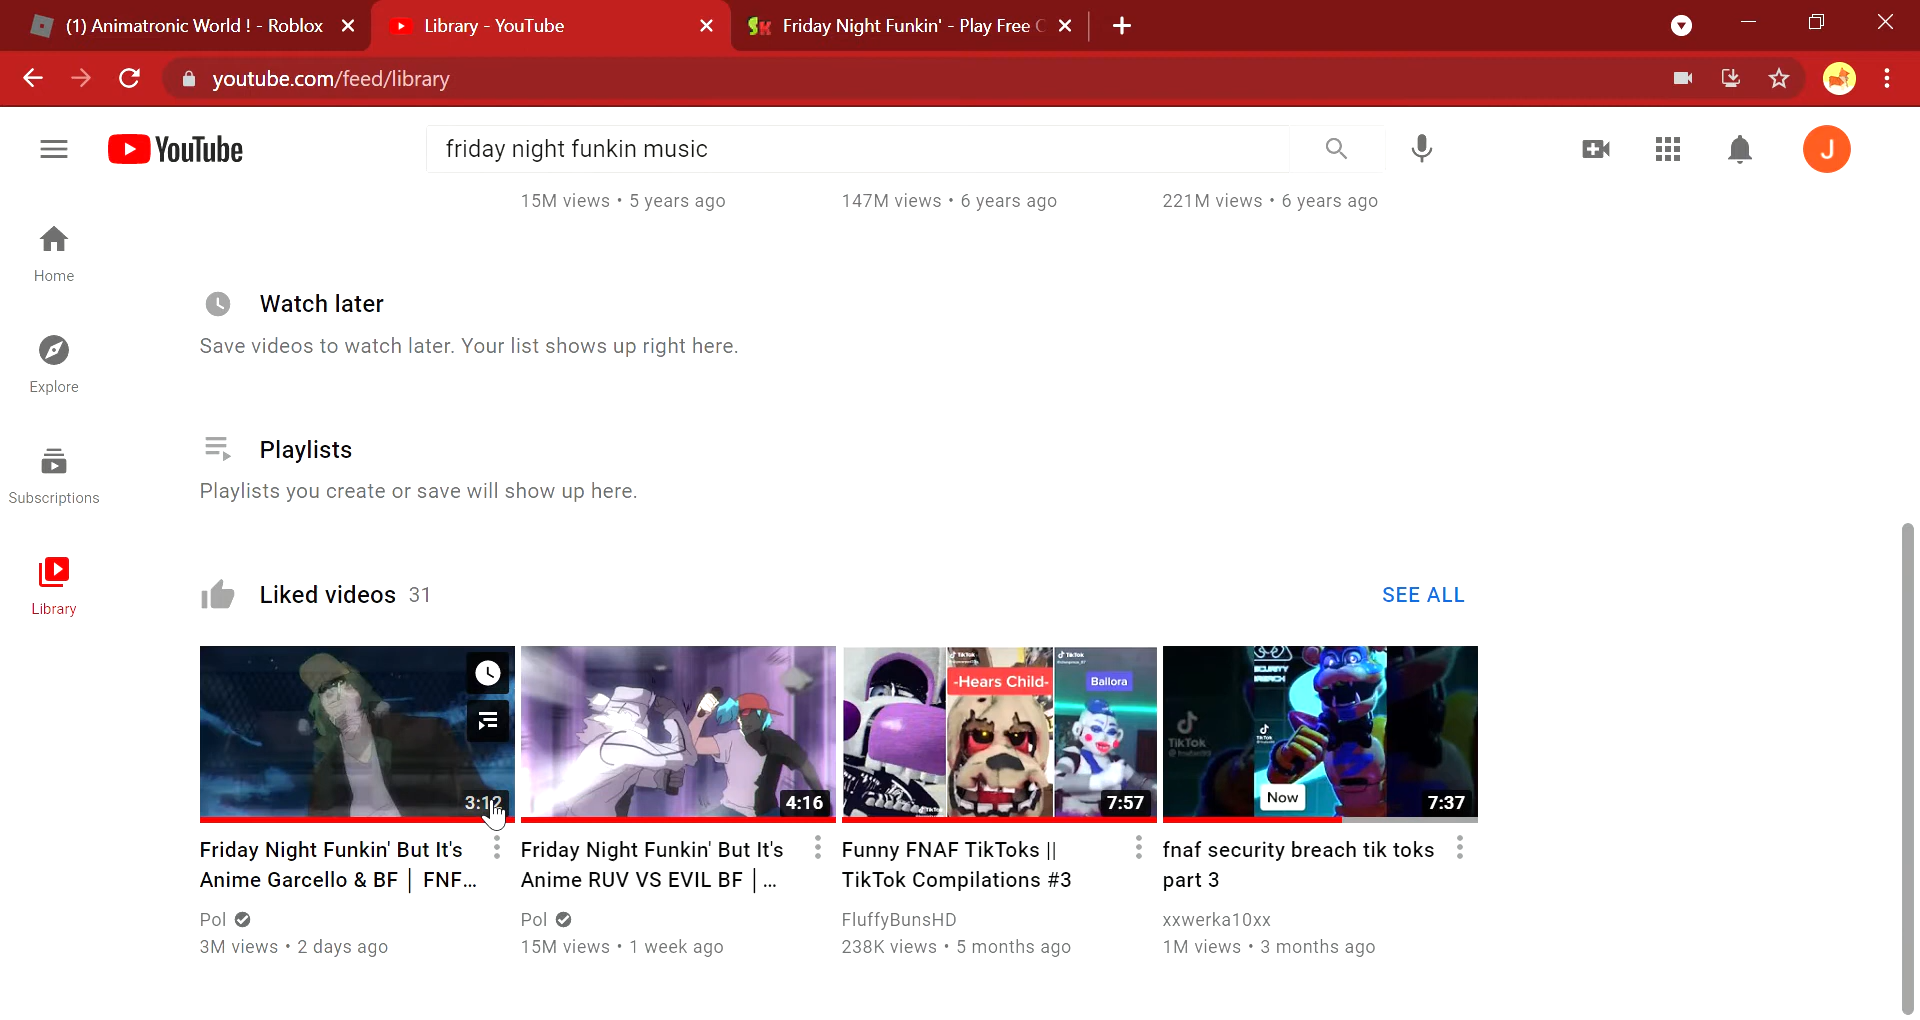 (1) Animatronic World ! - Roblox
Library - YouTube
Friday Night Funkin' - Play Free
youtube.com/feed/library
YouTube
friday night funkin music
J
15M views • 5 years ago
147M views • 6 years ago
221M views • 6 years ago
Home
Explore
Subscriptions
Library
Watch later
Save videos to watch later. Your list shows up right here.
Playlists
Playlists you create or save will show up here.
Liked videos 31
SEE ALL
3:12
4:16
TikTok
-Hears Child-
TikTok
Ballora
7:57
TikTok
Now
7:37
Friday Night Funkin' But It's
Anime Garcello & BF | FNF...
Pol
3M views • 2 days ago
Friday Night Funkin' But It's
Anime RUV VS EVIL BF | ...
Pol
15M views • 1 week ago
Funny FNAF TikToks ||
TikTok Compilations #3
FluffyBunsHD
238K views • 5 months ago
fnaf security breach tik toks
part 3
xxwerka10xx
1M views • 3 months ago